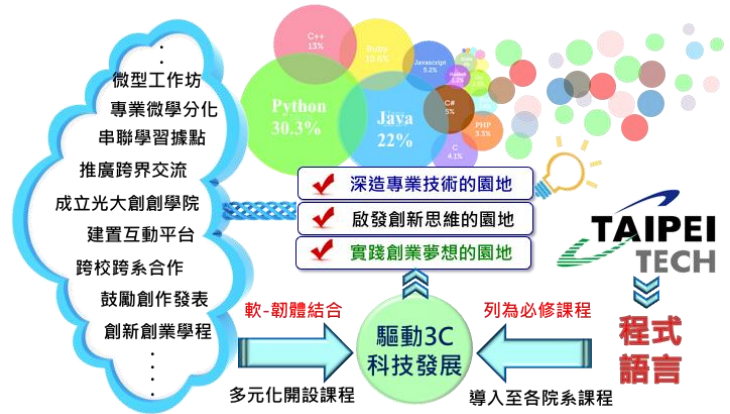 微型工作坊
專業微學分化
串聯學習據點
推廣跨界交流
成立光大創創學院
建置互動平台
跨校跨系合作
鼓勵創作發表
創新創業學程
C++
13%
Python
30.3%
Java
22%
Javascript
5.2%
C#
5%
PHP
3.3%
C
4.1%
深造專業技術的園地
啟發創新思維的園地
實踐創業夢想的園地
TAIPEI
TECH
程式
語言
軟-韌體結合
多元化開設課程
驅動3C
科技發展
列為必修課程
導入至各院系課程